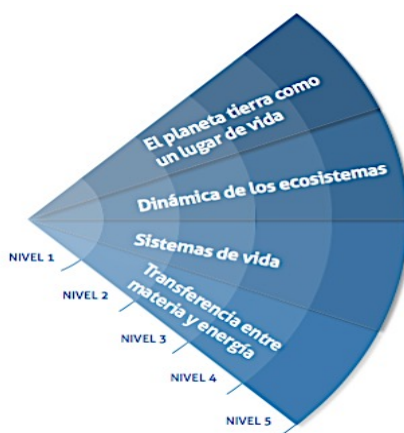 El planeta tierra como
un lugar de vida
Dinámica de los ecosistemas
Sistemas de vida
Transferencia entre
materia y energía
NIVEL 1
NIVEL 2
NIVEL 3
NIVEL 4
NIVEL 5